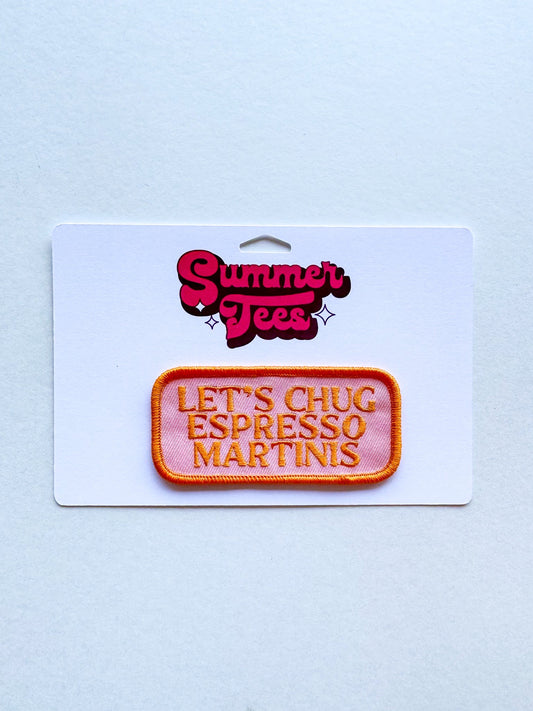 Summer
Tees
LET'S CHUG
ESPRESSO
MARTINIS